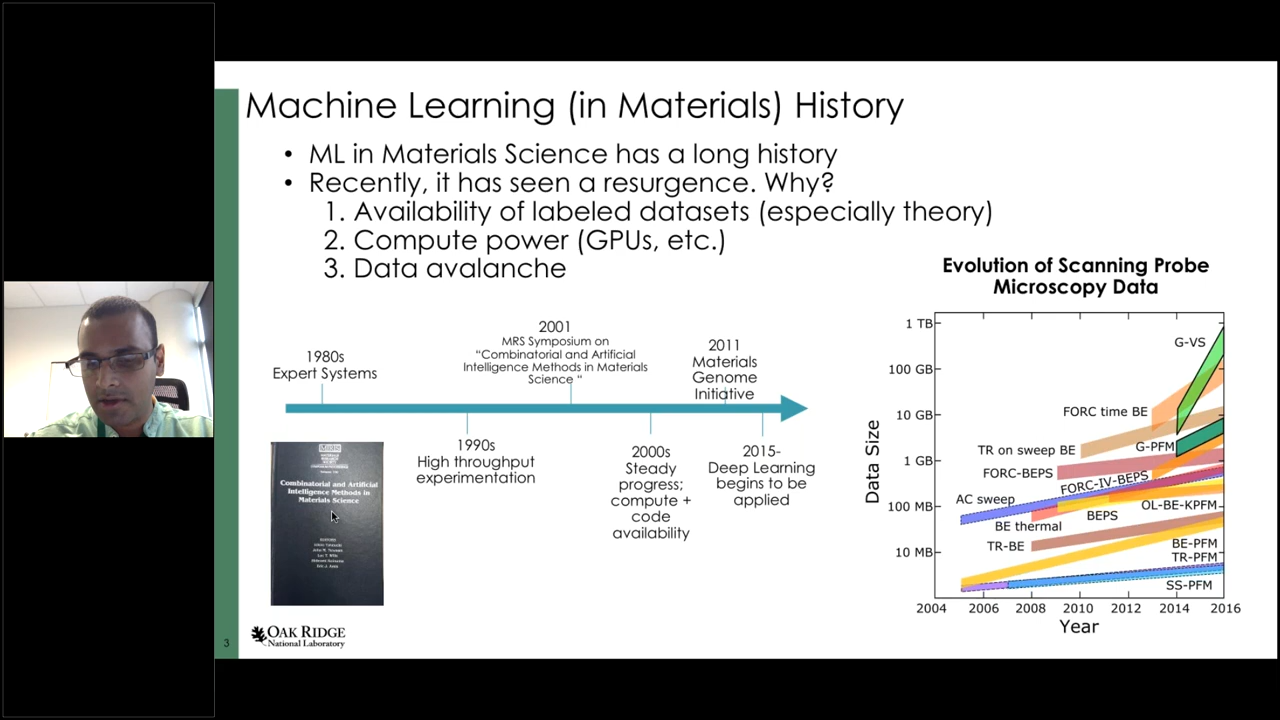 Machine Learning (in Materials) History
• ML in Materials Science has a long history
• Recently, it has seen a resurgence. Why?
1. Availability of labeled datasets (especially theory)
2. Compute power (GPUs, etc.)
3. Data avalanche
1980s
Expert Systems
2001
MRS Symposium on
"Combinatorial and Artificial
Intelligence Methods in Materials
Science "
2011
Materials
Genome
Initiative
1990s
High throughput
experimentation
2000s
Steady
progress;
compute +
code
availability
2015-
Deep Learning
begins to be
applied
MRS
Combinatorial and Artificial
Intelligence Methods in
Materials Science
Evolution of Scanning Probe
Microscopy Data
Data Size
1 TB
100 GB
10 GB
1 GB
100 MB
10 MB
G-VS
FORC time BE
TR on sweep BE
G-PFM
FORC-BEPS
FORC-IV-BEPS
AC sweep
OL-BE-KPFM
BEPS
BE thermal
TR-BE
BE-PFM
TR-PFM
SS-PFM
2004 2006 2008 2010 2012 2014 2016
Year
3
OAK RIDGE
National Laboratory